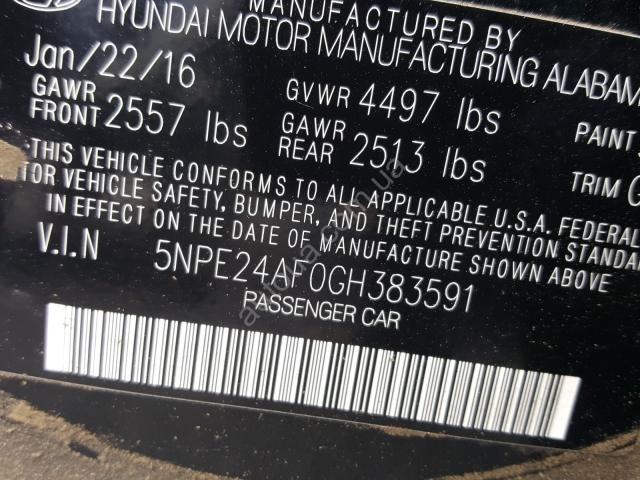 MANUFACTURED BY
HYUNDAI MOTOR MANUFACTURING ALABAM
Jan/22/16
GVWR 4497 lbs
PAINT
GAWR FRONT 2557 lbs
GAWR REAR 2513 lbs
TRIM
THIS VEHICLE CONFORMS TO ALL APPLICABLE U.S.A. FEDERAL
TOR VEHICLE SAFETY, BUMPER, AND THEFT PREVENTION STANDA
IN EFFECT ON THE DATE OF MANUFACTURE SHOWN ABOVE
V.I.N 5NPE24AF0GH383591
PASSENGER CAR